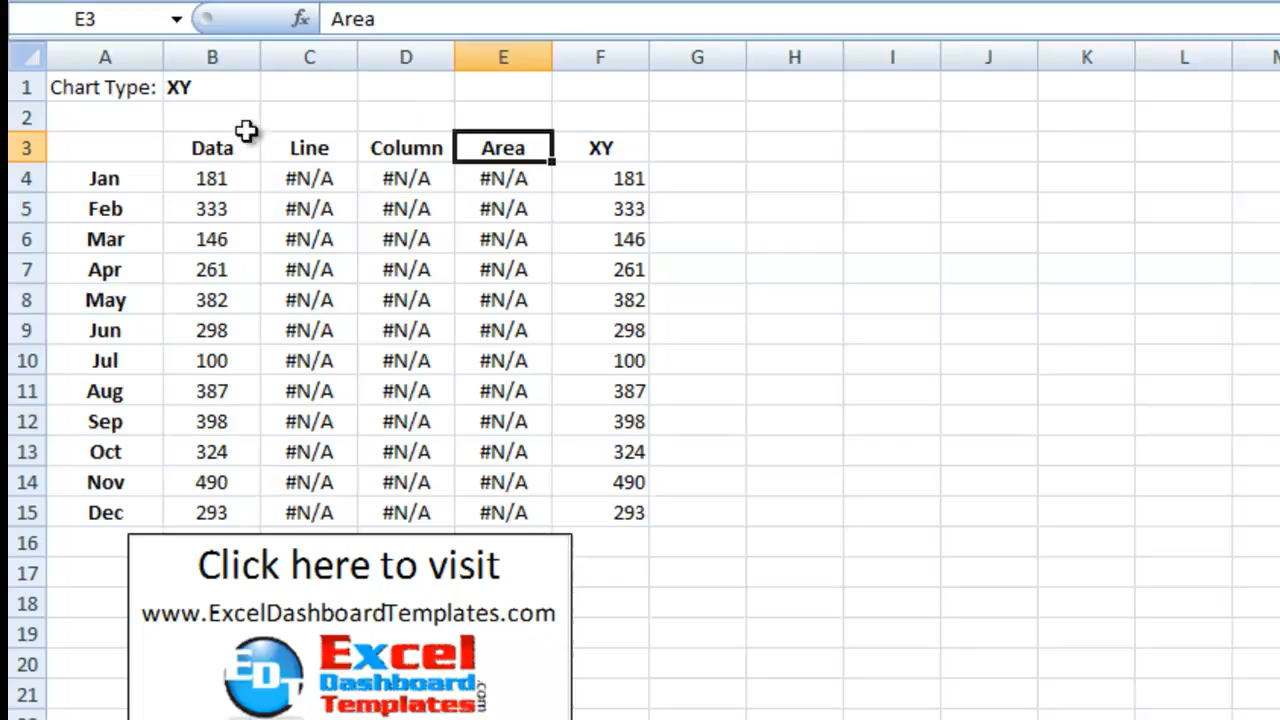 E3 fx Area
A B C D E F G H I J K L M
1 Chart Type: XY
2
3 Data Line Column Area XY
4 Jan 181 #N/A #N/A #N/A 181
5 Feb 333 #N/A #N/A #N/A 333
6 Mar 146 #N/A #N/A #N/A 146
7 Apr 261 #N/A #N/A #N/A 261
8 May 382 #N/A #N/A #N/A 382
9 Jun 298 #N/A #N/A #N/A 298
10 Jul 100 #N/A #N/A #N/A 100
11 Aug 387 #N/A #N/A #N/A 387
12 Sep 398 #N/A #N/A #N/A 398
13 Oct 324 #N/A #N/A #N/A 324
14 Nov 490 #N/A #N/A #N/A 490
15 Dec 293 #N/A #N/A #N/A 293
16
17 Click here to visit
18 www.ExcelDashboardTemplates.com
19
20
21
EDT
Excel
Dashboard
Templates.com